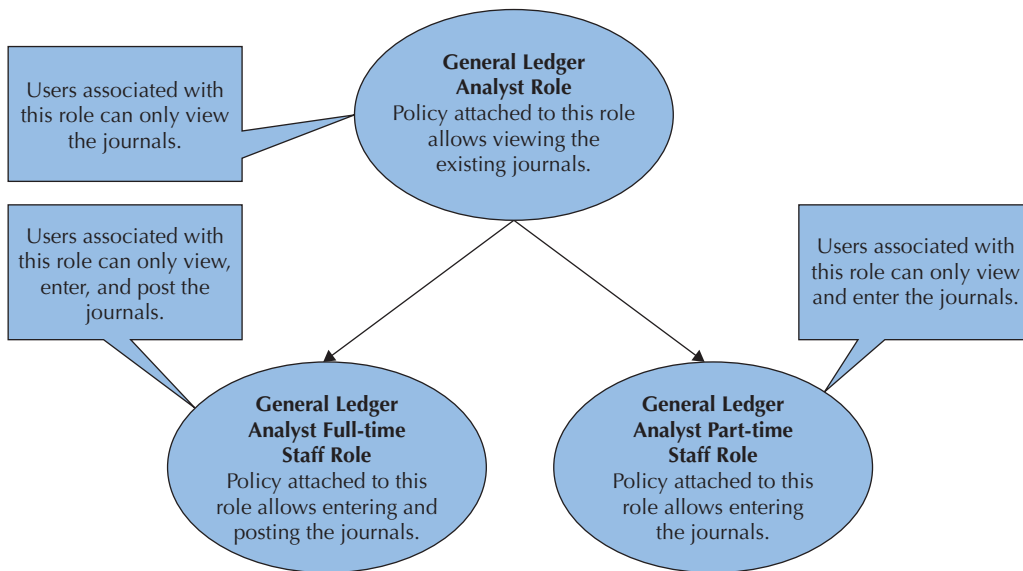 General Ledger
Analyst Role
Policy attached to this role
allows viewing the
existing journals.
Users associated with
this role can only view
the journals.
Users associated with
this role can only view,
enter, and post the
journals.
Users associated with
this role can only view
and enter the journals.
General Ledger
Analyst Full-time
Staff Role
Policy attached to this
role allows entering and
posting the journals.
General Ledger
Analyst Part-time
Staff Role
Policy attached to this
role allows entering
the journals.